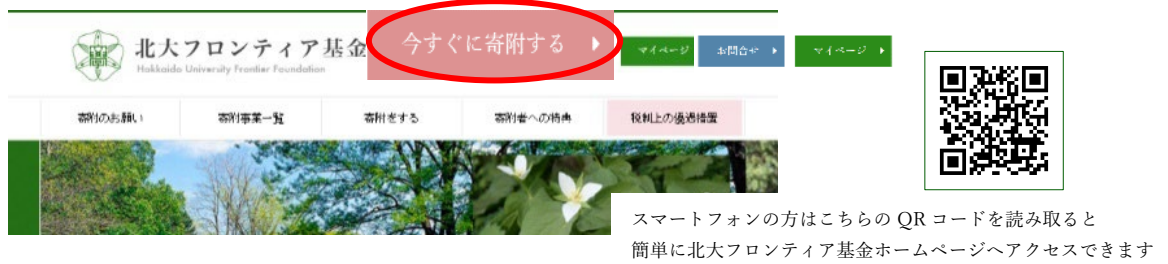 北大フロンティア基金
Hokkaido University Frontier Foundation
今すぐに寄附する
マイページ
お問合せ
マイページ
寄附のお願い
寄附事業一覧
寄附をする
寄附者への特典
税制上の優遇措置
スマートフォンの方はこちらの QR コードを読み取ると
簡単に北大フロンティア基金ホームページへアクセスできます